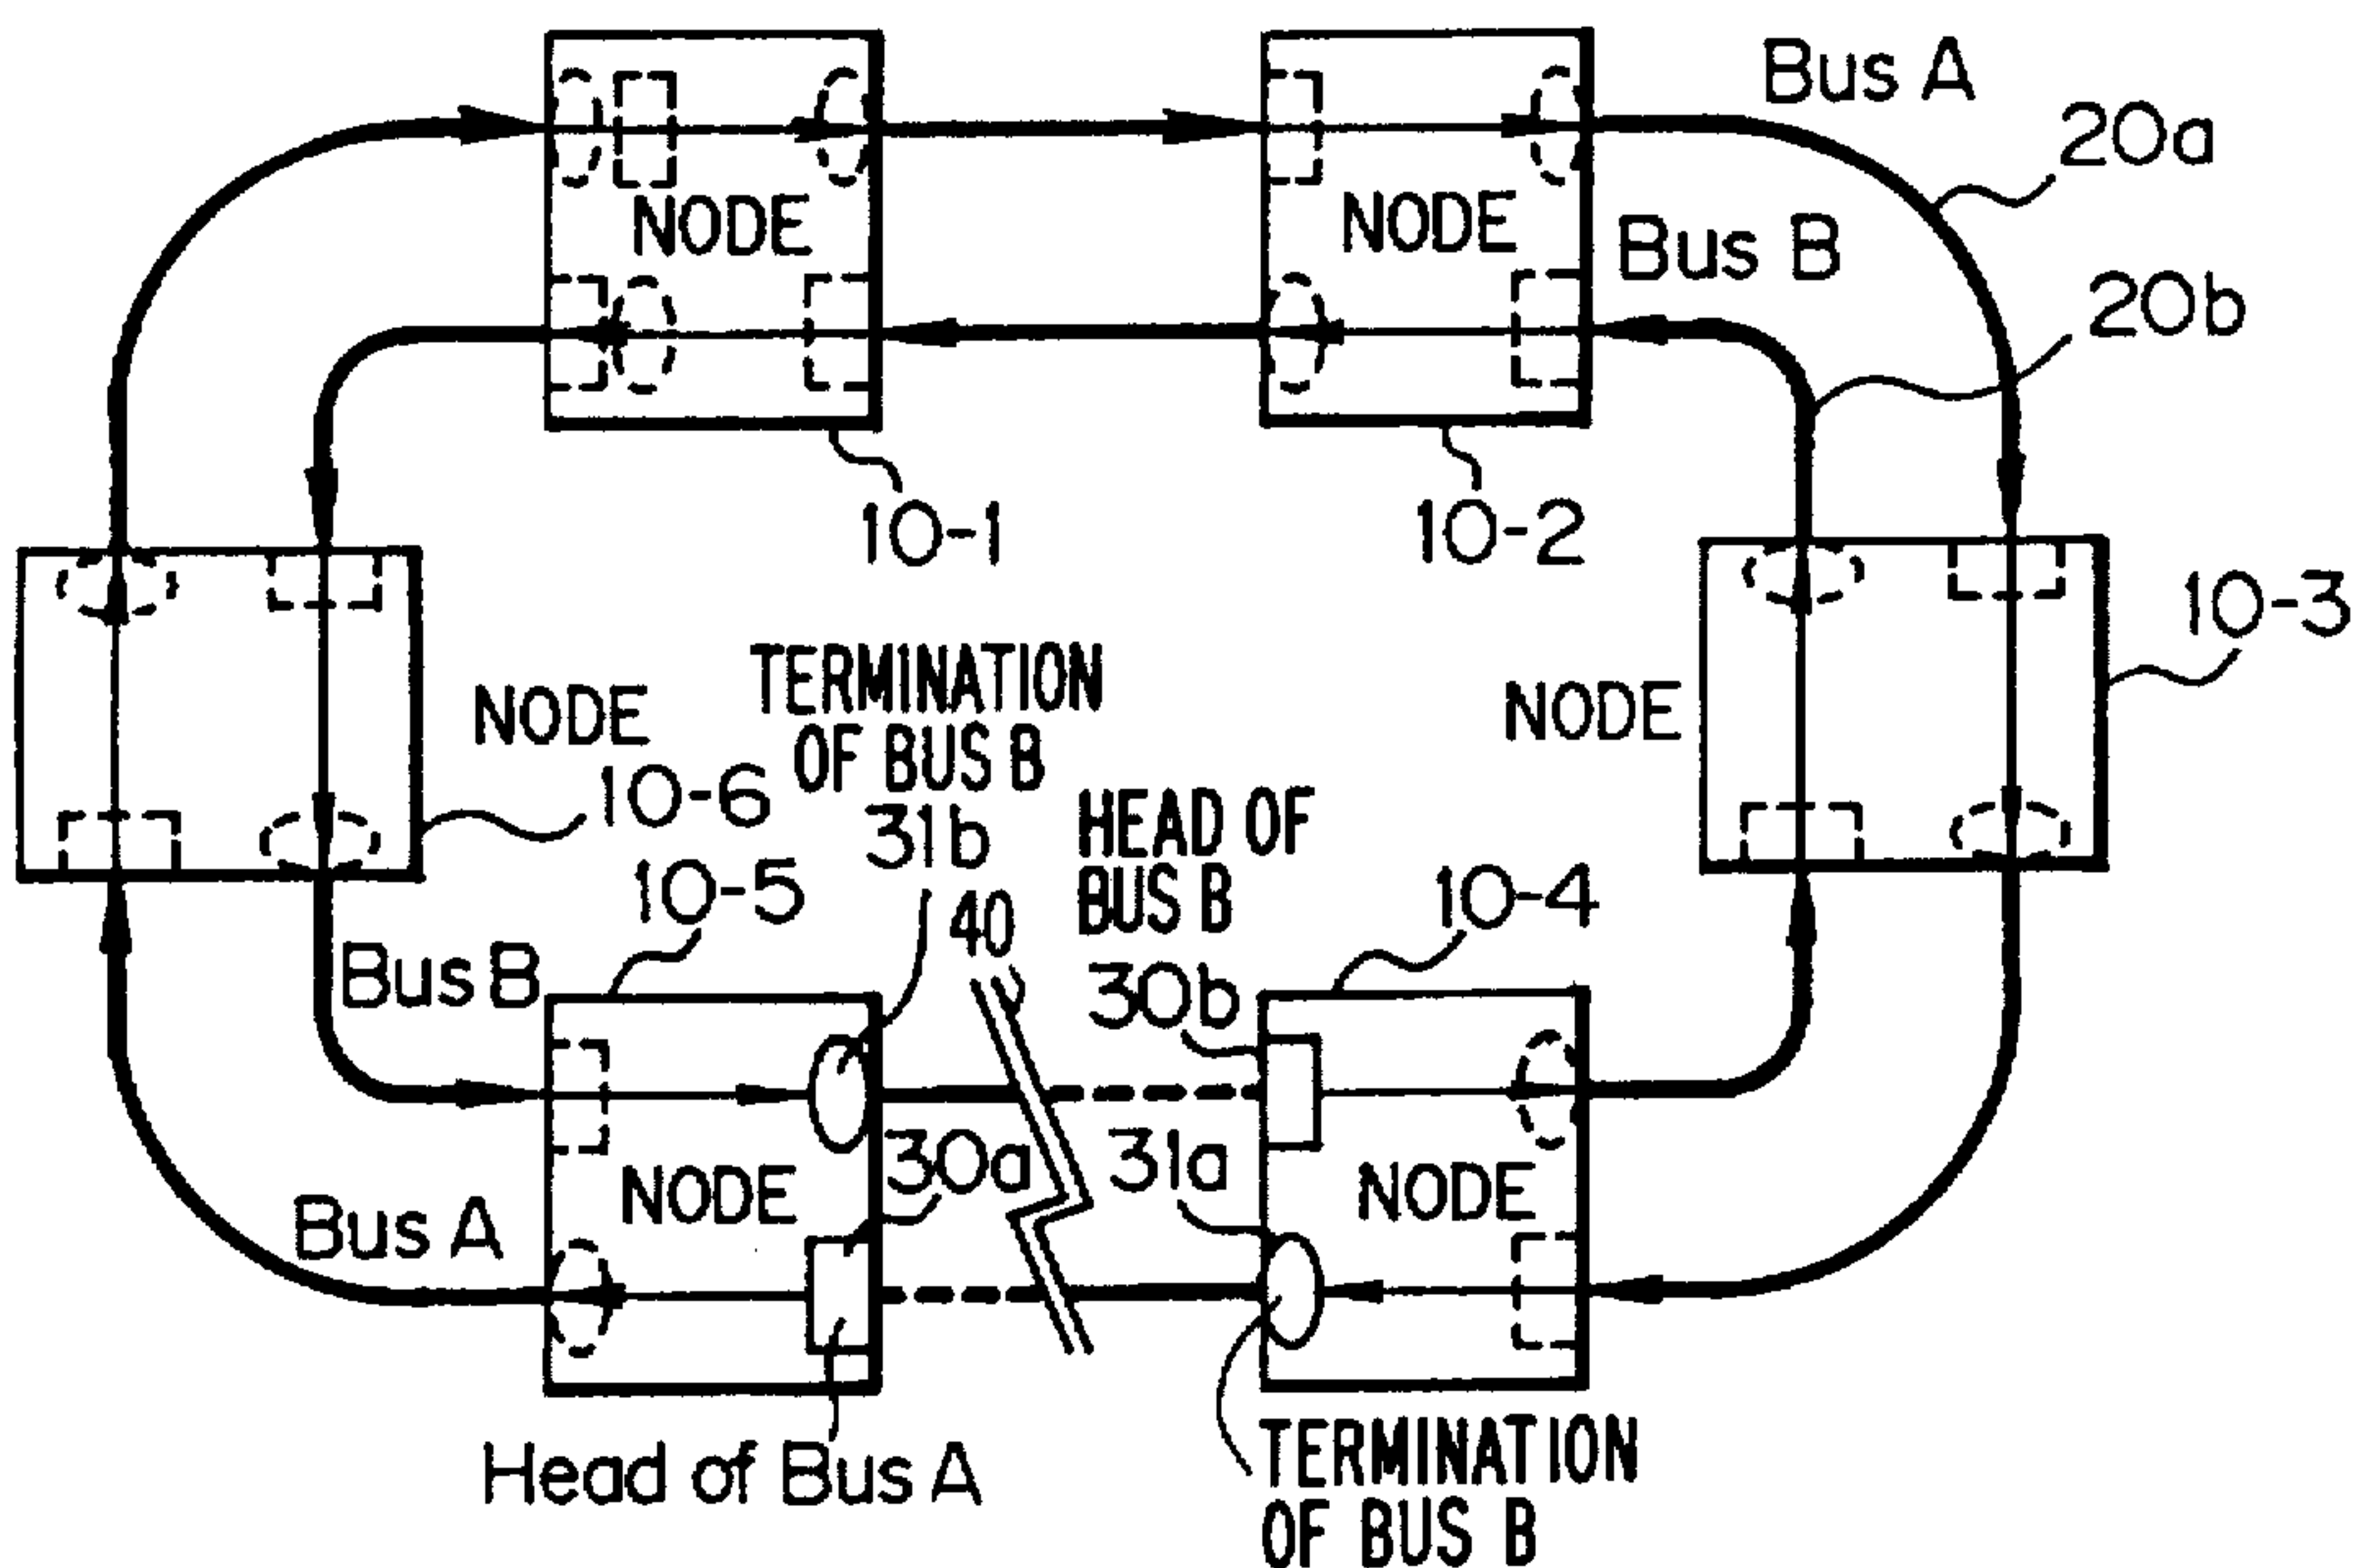 Bus A
20a
NODE
NODE
Bus B
20b
10-1
10-2
10-3
TERMINATION
OF BUS B
NODE
NODE
10-6
31b
HEAD OF
BUS B
10-5
40
10-4
Bus B
30b
30a
31a
NODE
NODE
Bus A
Head of Bus A
TERMINATION
OF BUS B